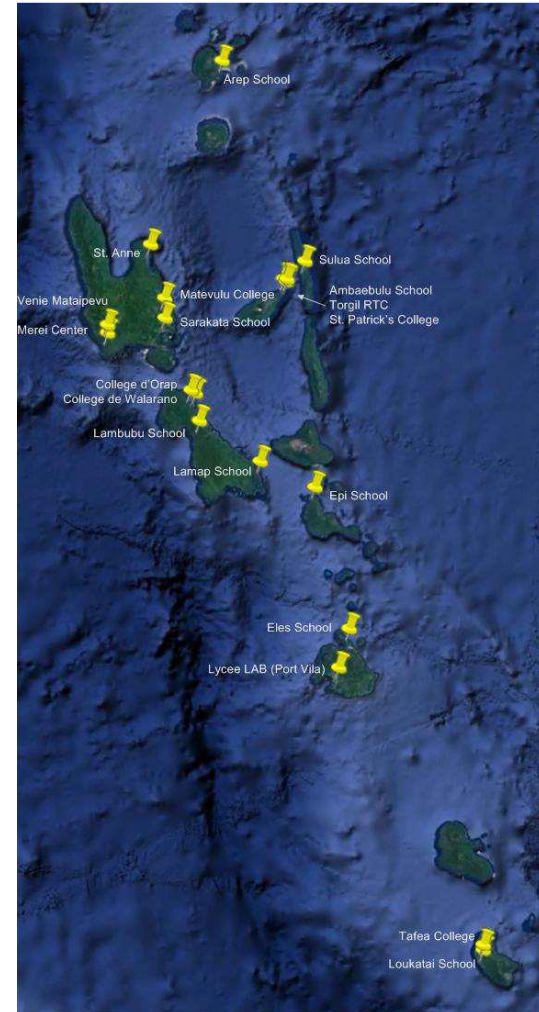 Arep School
St. Anne
Sulua School
Matevulu College
Ambaebulu School
Torgil RTC
St. Patrick's College
Venie Mataipevu
Merei Center
Sarakata School
College d'Orap
College de Walarano
Lambubu School
Lamap School
Epi School
Eles School
Lycee LAB (Port Vila)
Tafea College
Loukatai School